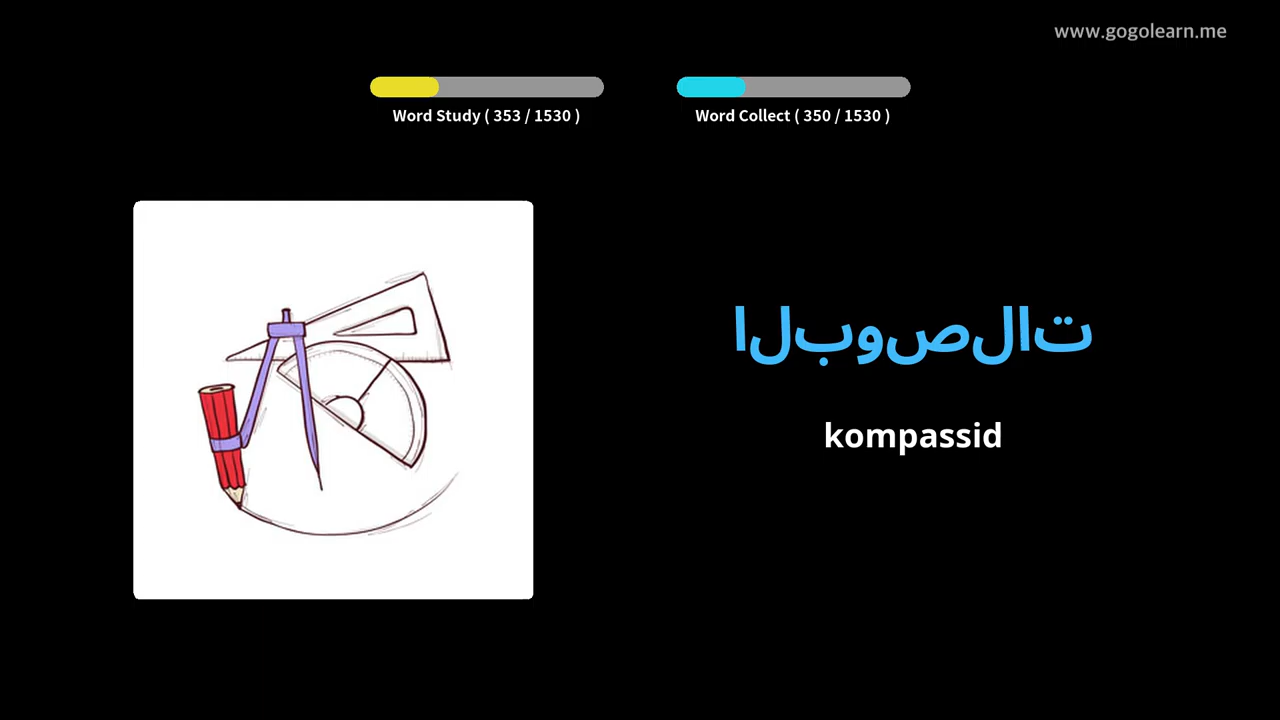 www.gogolearn.me
Word Study ( 353 / 1530 )
Word Collect ( 350 / 1530 )
البوصلات
kompassid